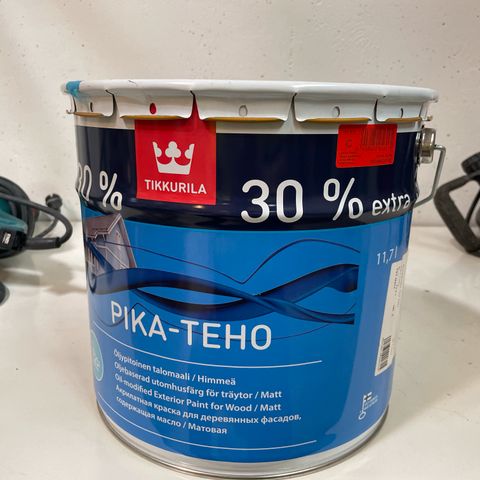 TIKKURILA
30 %
30 % extra
11,7 l
PIKA-TEHO
Öljypitoinen talomaali / Himmeä
Oljebaserad utomhusfärg för träytor / Matt
Oil-modified Exterior Paint for Wood / Matt
Акрилатная краска для деревянных фасадов,
содержащая масло / Матовая